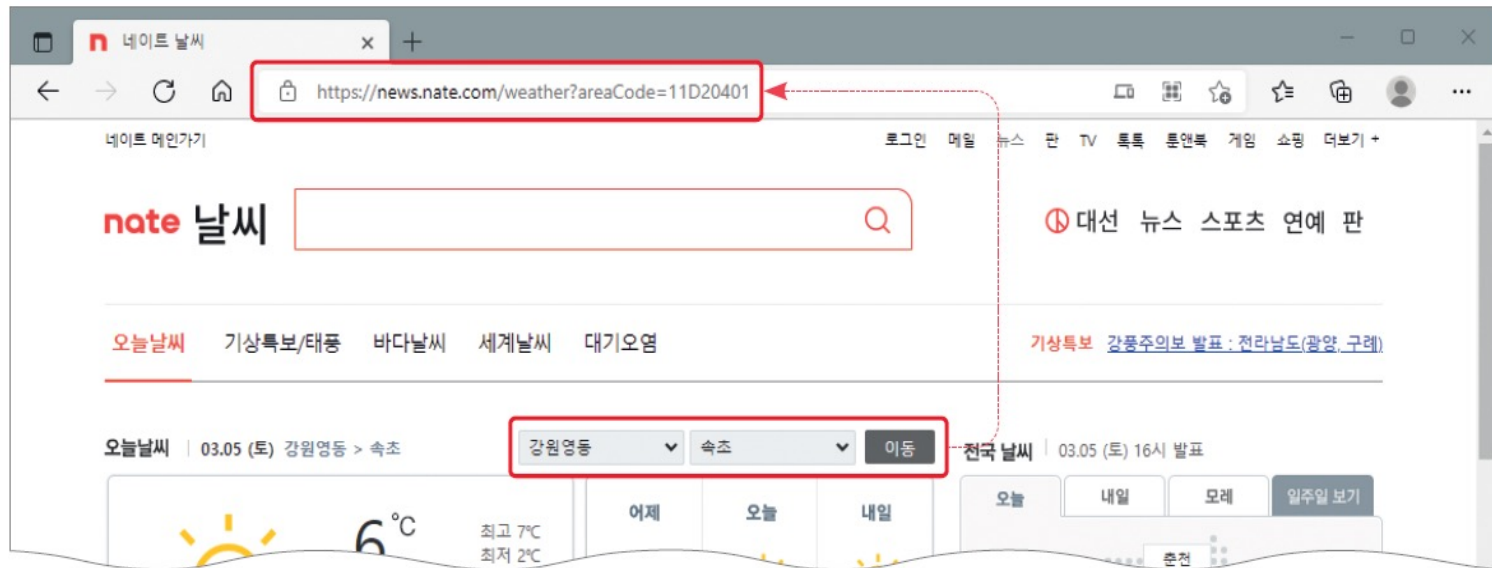 네이트 날씨
https://news.nate.com/weather?areaCode=11D20401
네이트 메인가기
로그인 메일 뉴스 판 TV 톡톡 툰앤북 게임 쇼핑 더보기 +
nate 날씨
대선 뉴스 스포츠 연예 판
오늘날씨 기상특보/태풍 바다날씨 세계날씨 대기오염
기상특보 강풍주의보 발표 : 전라남도(광양, 구례)
오늘날씨 03.05 (토) 강원영동 > 속초
강원영동 속초 이동
전국 날씨 03.05 (토) 16시 발표
6℃
최고 7℃
최저 2℃
어제 오늘 내일
오늘 내일 모레 일주일 보기
춘천